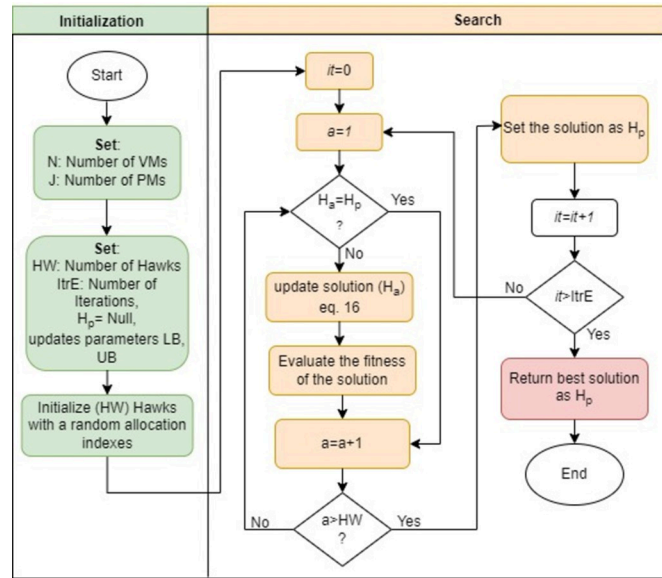 Initialization
Search
Start
Set:
N: Number of VMs
J: Number of PMs
Set:
HW: Number of Hawks
ItrE: Number of
Iterations,
Hp= Null,
updates parameters LB,
UB
Initialize (HW) Hawks
with a random allocation
indexes
it=0
a=1
Ha=Hp
?
Yes
No
update solution (Ha)
eq. 16
Evaluate the fitness
of the solution
a=a+1
a>HW
?
No
Yes
Set the solution as Hp
it=it+1
it>ItrE
No
Yes
Return best solution
as Hp
End